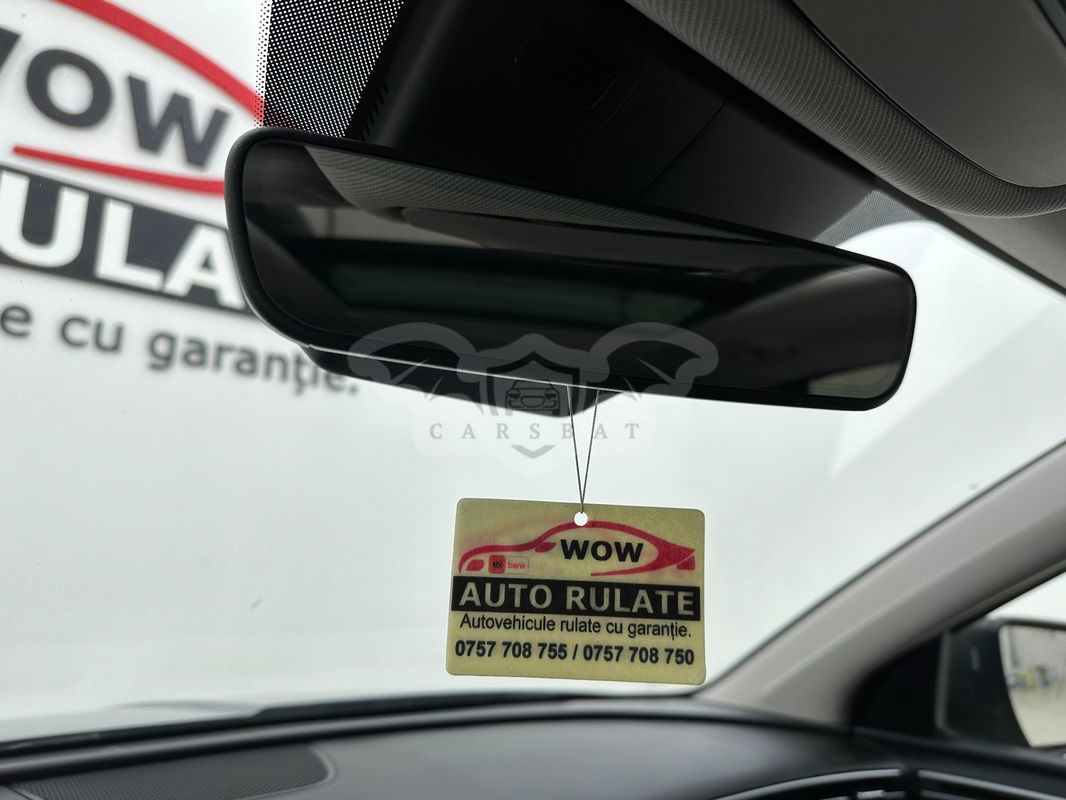 WOW
ULA
e cu garanție.
CARSBAT
WOW
tbi bank
AUTO RULATE
Autovehicule rulate cu garanție.
0757 708 755 / 0757 708 750